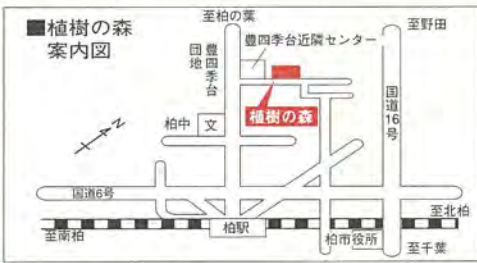 ■植樹の森
案内図
至柏の葉
至野田
豊四季台近隣センター
豊四季台
団地
植樹の森
国道16号
柏中
文
N
国道6号
至北柏
至南柏
柏駅
柏市役所
至千葉